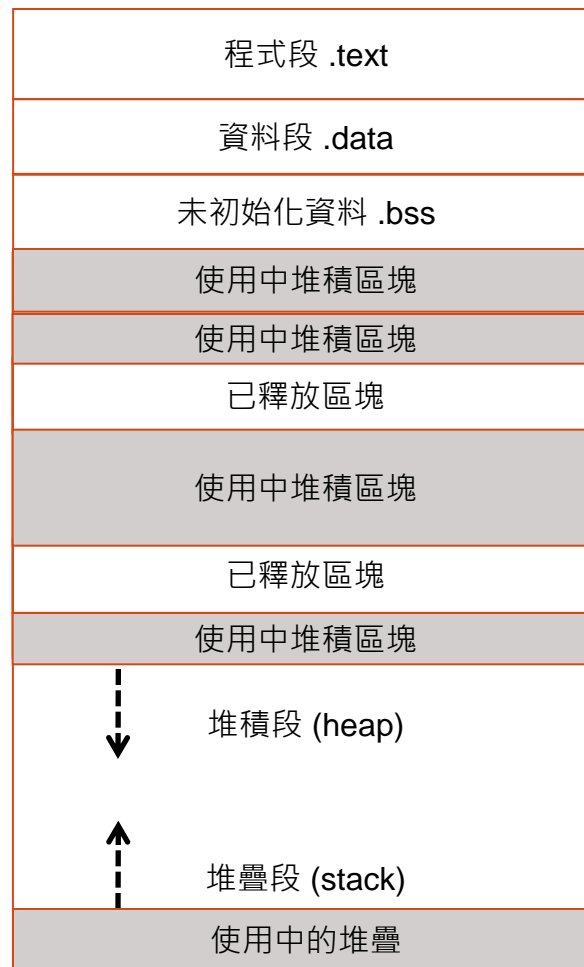 程式段 .text
資料段 .data
未初始化資料 .bss
使用中堆積區塊
使用中堆積區塊
已釋放區塊
使用中堆積區塊
已釋放區塊
使用中堆積區塊
堆積段 (heap)
堆疊段 (stack)
使用中的堆疊